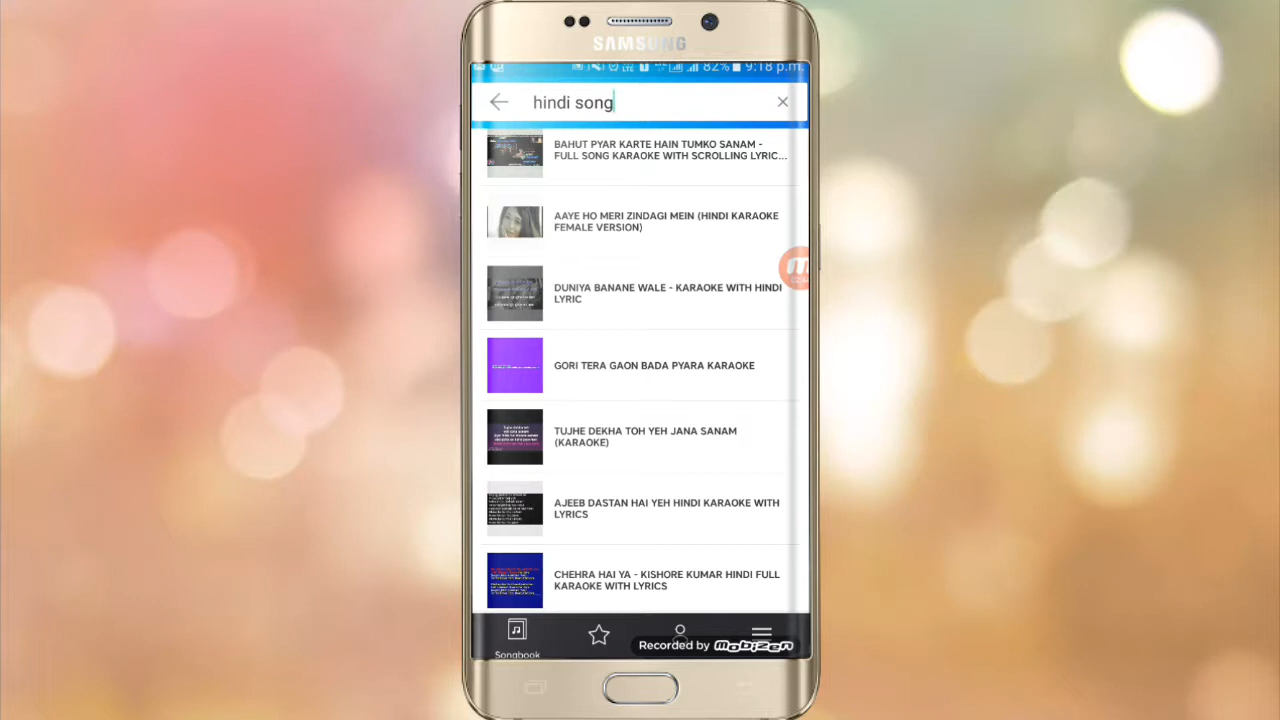 SAMSUNG
82% 9:18 p.m.
hindi song
BAHUT PYAR KARTE HAIN TUMKO SANAM -
FULL SONG KARAOKE WITH SCROLLING LYRIC...
AAYE HO MERI ZINDAGI MEIN (HINDI KARAOKE
FEMALE VERSION)
DUNIYA BANANE WALE - KARAOKE WITH HINDI
LYRIC
GORI TERA GAON BADA PYARA KARAOKE
TUJHE DEKHA TOH YEH JANA SANAM
(KARAOKE)
AJEEB DASTAN HAI YEH HINDI KARAOKE WITH
LYRICS
CHEHRA HAI YA - KISHORE KUMAR HINDI FULL
KARAOKE WITH LYRICS
Songbook
Recorded by Mobizen